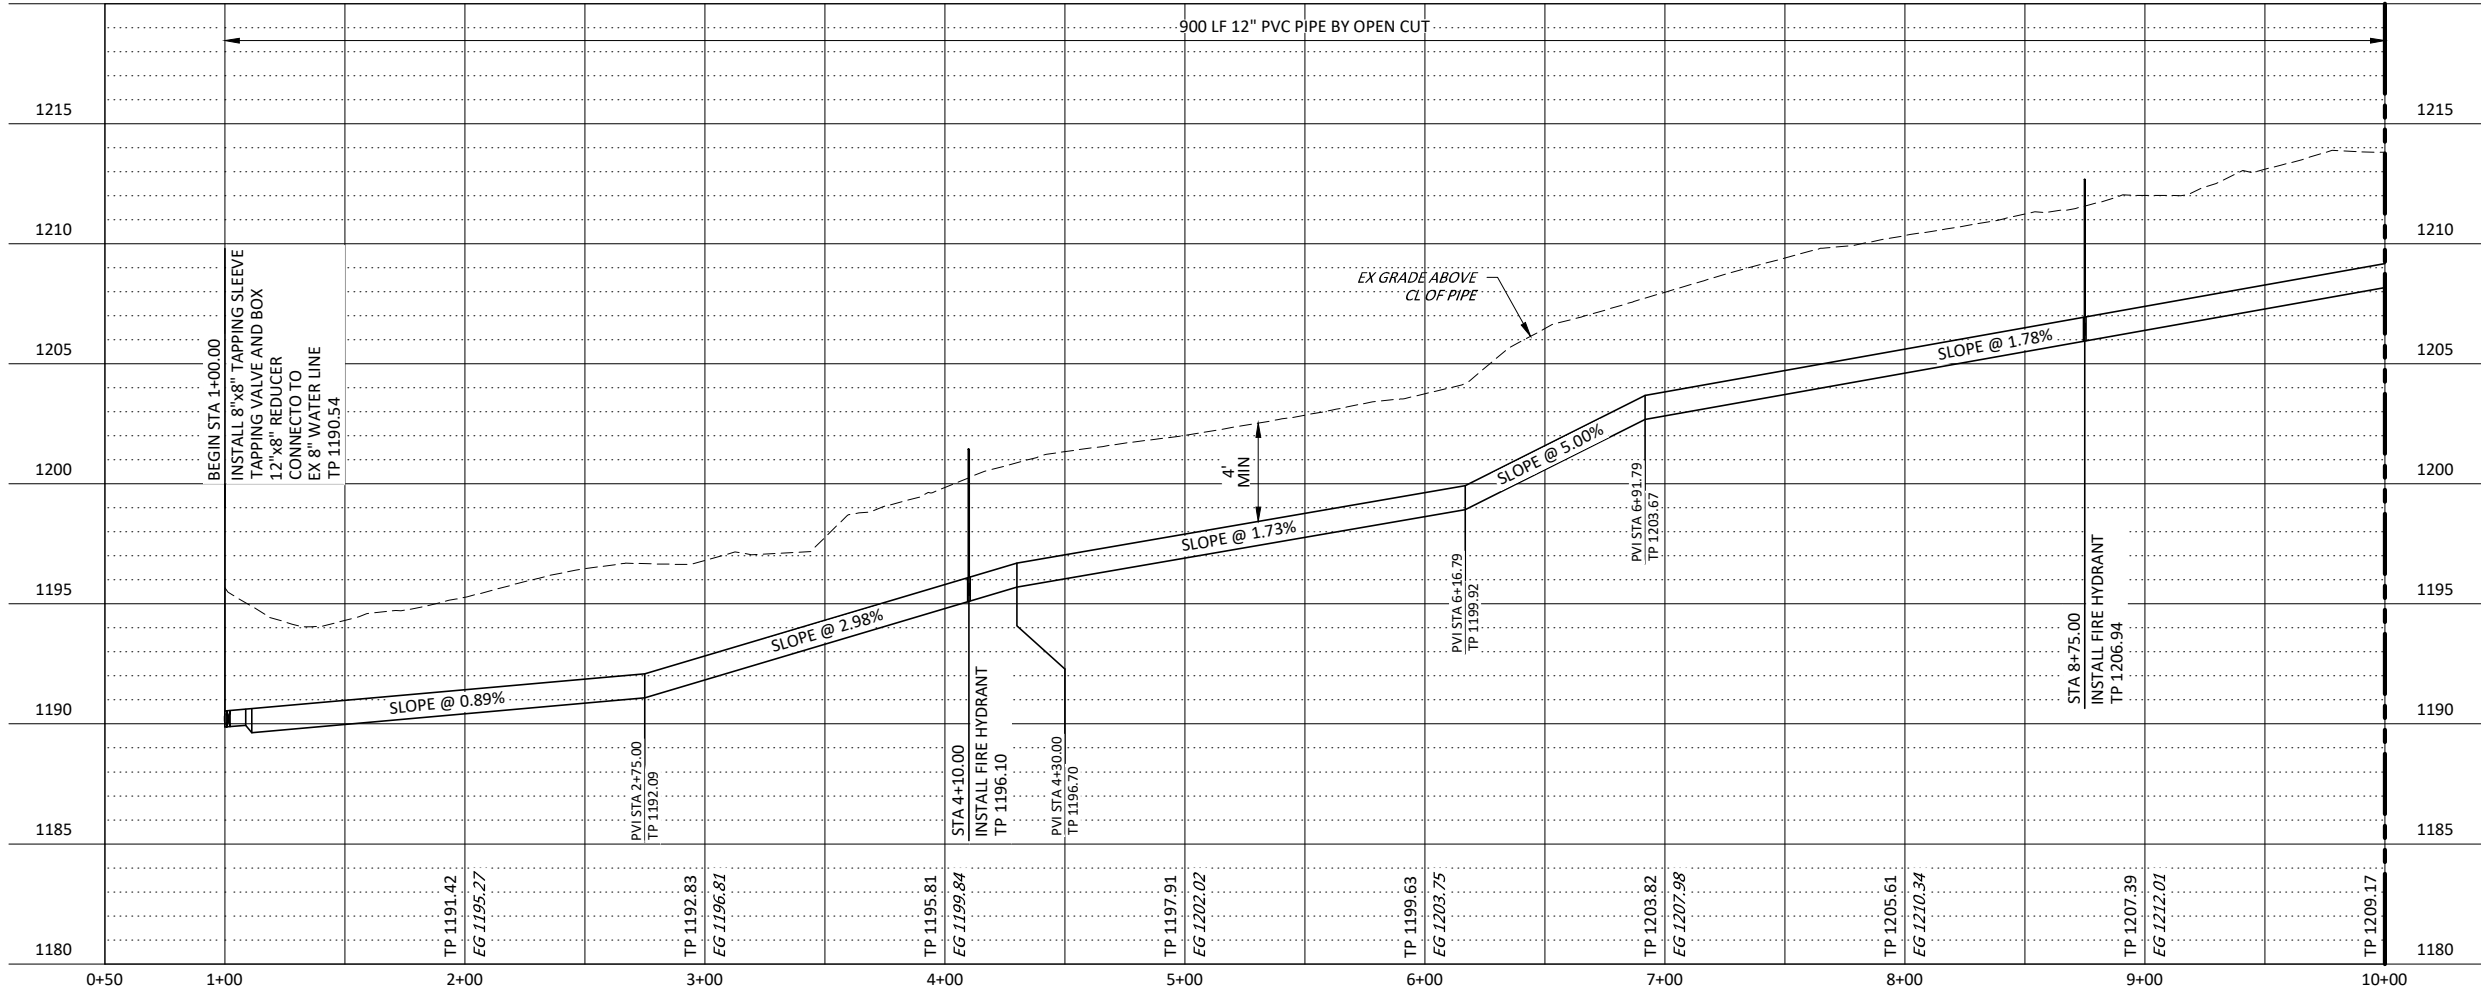 900 LF 12" PVC PIPE BY OPEN CUT
1215
1215
1210
1210
1205
1205
1200
1200
1195
1195
1190
1190
1185
1185
1180
1180
BEGIN STA 1+00.00
INSTALL 8"x8" TAPPING SLEEVE
TAPPING VALVE AND BOX
12"x8" REDUCER
CONNECTO TO
EX 8" WATER LINE
TP 1190.54
SLOPE @ 0.89%
PVI STA 2+75.00
TP 1192.09
SLOPE @ 2.98%
STA 4+10.00
INSTALL FIRE HYDRANT
TP 1196.10
PVI STA 4+30.00
TP 1196.70
SLOPE @ 1.73%
4'
MIN
EX GRADE ABOVE
CL OF PIPE
PVI STA 6+16.79
TP 1199.92
SLOPE @ 5.00%
PVI STA 6+91.79
TP 1203.67
SLOPE @ 1.78%
STA 8+75.00
INSTALL FIRE HYDRANT
TP 1206.94
TP 1191.42
EG 1195.27
TP 1192.83
EG 1196.81
TP 1195.81
EG 1199.84
TP 1197.91
EG 1202.02
TP 1199.63
EG 1203.75
TP 1203.82
EG 1207.98
TP 1205.61
EG 1210.34
TP 1207.39
EG 1212.01
TP 1209.17
0+50
1+00
2+00
3+00
4+00
5+00
6+00
7+00
8+00
9+00
10+00